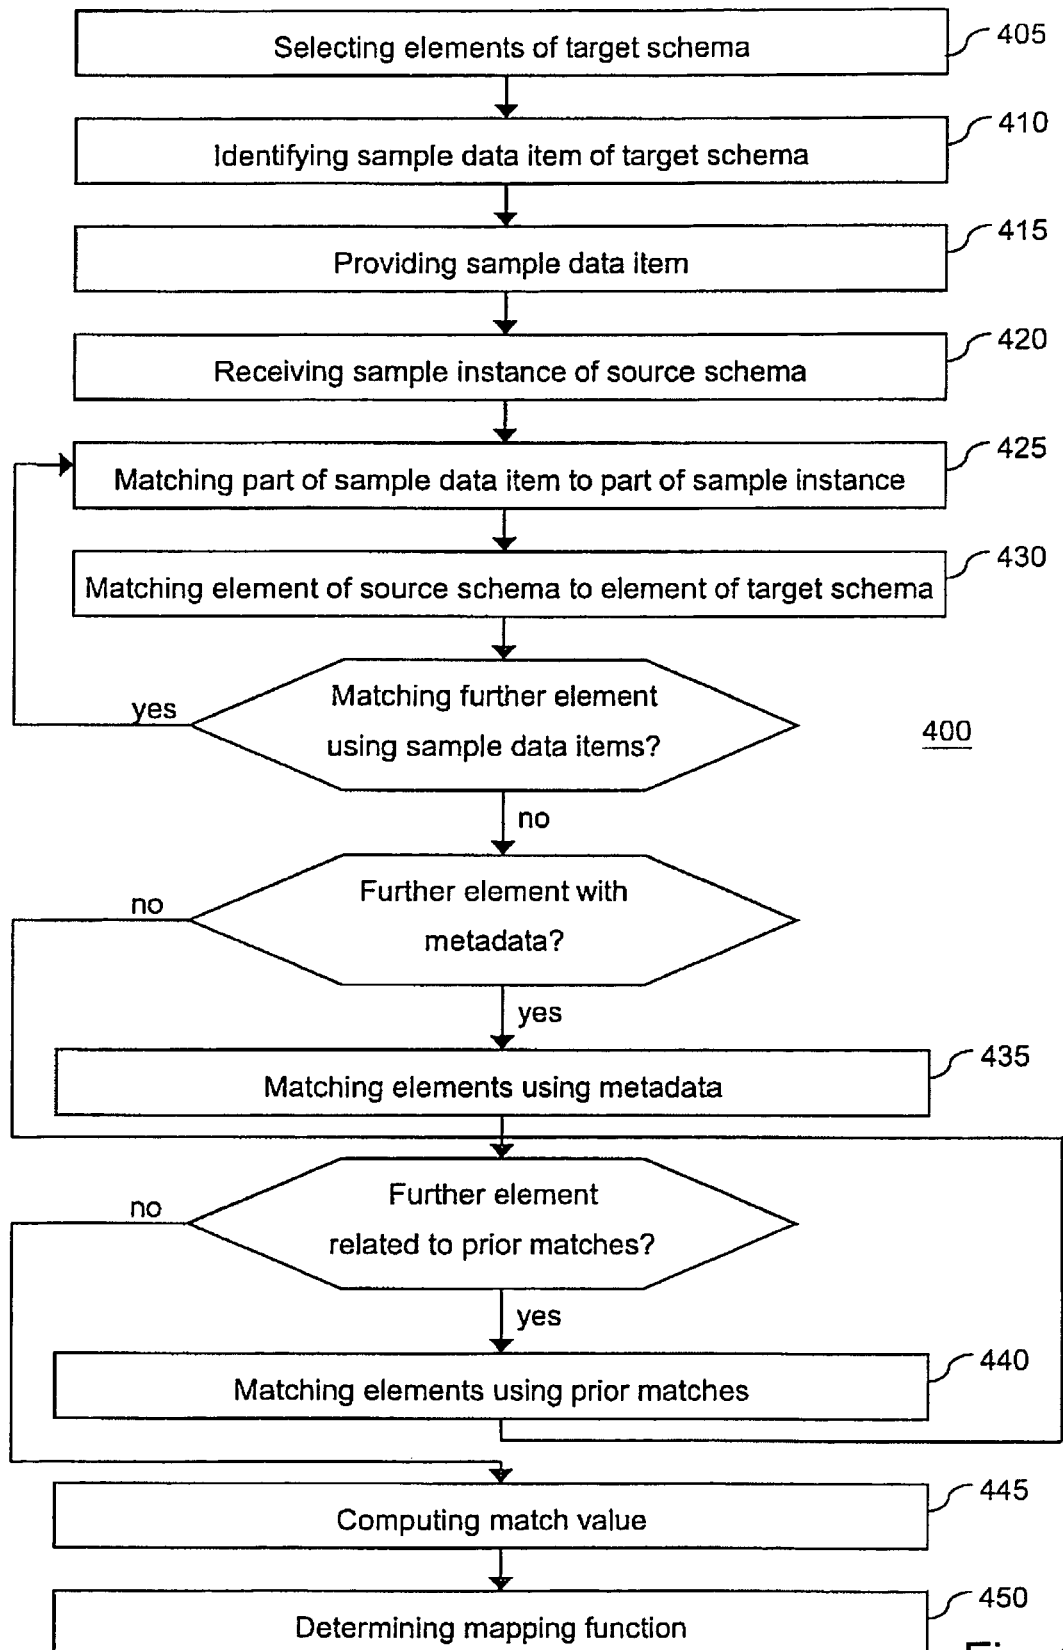 Selecting elements of target schema
405
Identifying sample data item of target schema
410
Providing sample data item
415
Receiving sample instance of source schema
420
Matching part of sample data item to part of sample instance
425
Matching element of source schema to element of target schema
430
Matching further element
using sample data items?
yes
400
no
Further element with
metadata?
no
yes
Matching elements using metadata
435
Further element
related to prior matches?
no
yes
Matching elements using prior matches
440
Computing match value
445
Determining mapping function
450